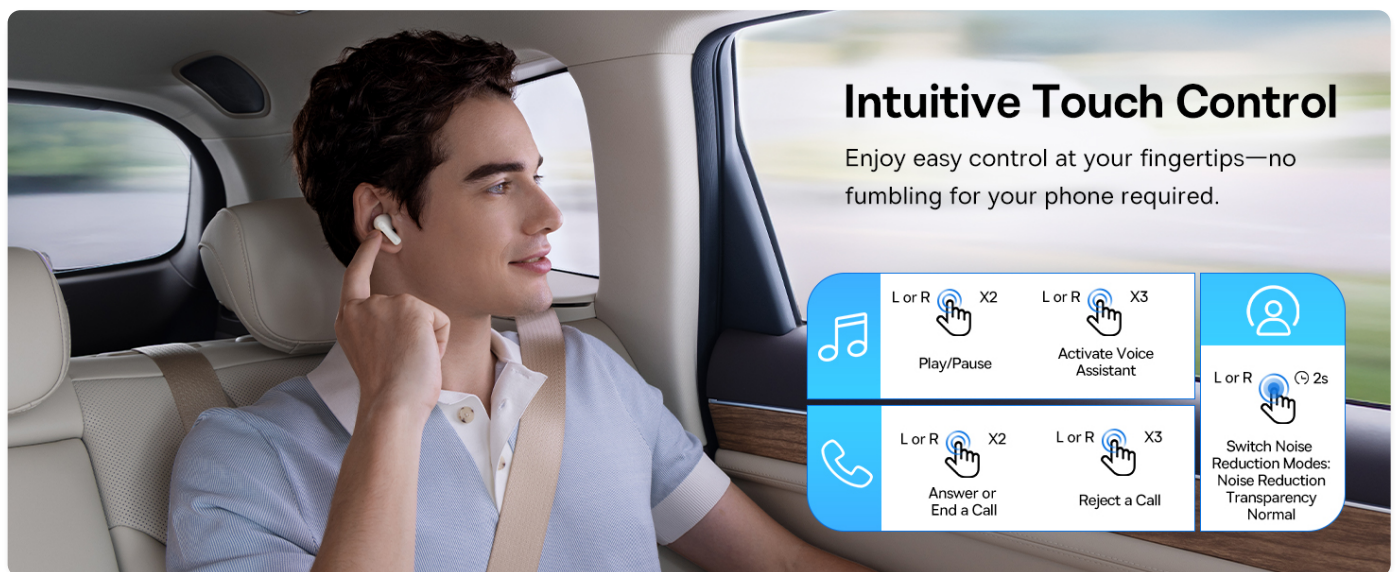 Intuitive Touch Control
Enjoy easy control at your fingertips—no
fumbling for your phone required.
L or R X2
Play/Pause
L or R X3
Activate Voice
Assistant
L or R X2
Answer or
End a Call
L or R X3
Reject a Call
L or R 2s
Switch Noise
Reduction Modes:
Noise Reduction
Transparency
Normal